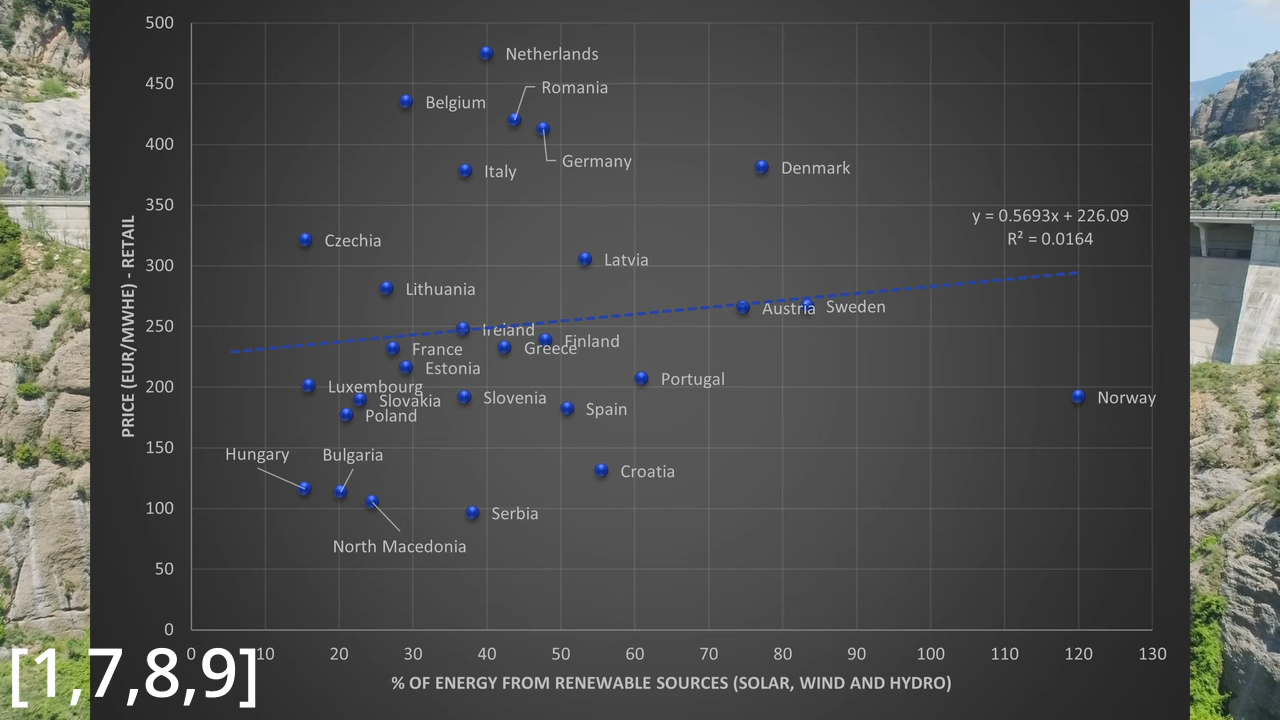 500
Netherlands
450
Romania
Belgium
400
Germany
Italy
Denmark
350
y = 0.5693x + 226.09
R² = 0.0164
Czechia
300
Latvia
Lithuania
Austria
Sweden
250
Ireland
Finland
France
Greece
Estonia
Portugal
200
Luxembourg
Slovakia
Slovenia
Norway
Poland
Spain
150
Hungary
Bulgaria
Croatia
100
Serbia
North Macedonia
50
0
PRICE (EUR/MWHE) - RETAIL
0 10 20 30 40 50 60 70 80 90 100 110 120 130
% OF ENERGY FROM RENEWABLE SOURCES (SOLAR, WIND AND HYDRO)
[1,7,8,9]